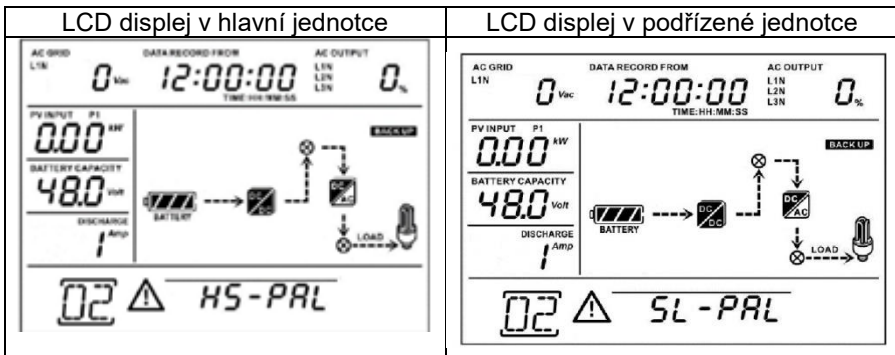 LCD displej v hlavní jednotce
AC GRID DATA RECORD FROM AC OUTPUT
L1N 0 Vac 12:00:00 L1N 0 %
L2N
L3N
TIME:HH:MM:SS
PV INPUT P1
0.00 kW
BACK UP
BATTERY CAPACITY
48.0 Volt
DC DC
DC AC
BATTERY
DISCHARGE
1 Amp
LOAD
02 HS-PAL
LCD displej v podřízené jednotce
AC GRID DATA RECORD FROM AC OUTPUT
L1N 0 Vac 12:00:00 L1N 0 %
L2N
L3N
TIME:HH:MM:SS
PV INPUT P1
0.00 kW
BACK UP
BATTERY CAPACITY
48.0 Volt
DC DC
DC AC
BATTERY
DISCHARGE
1 Amp
LOAD
02 SL-PAL